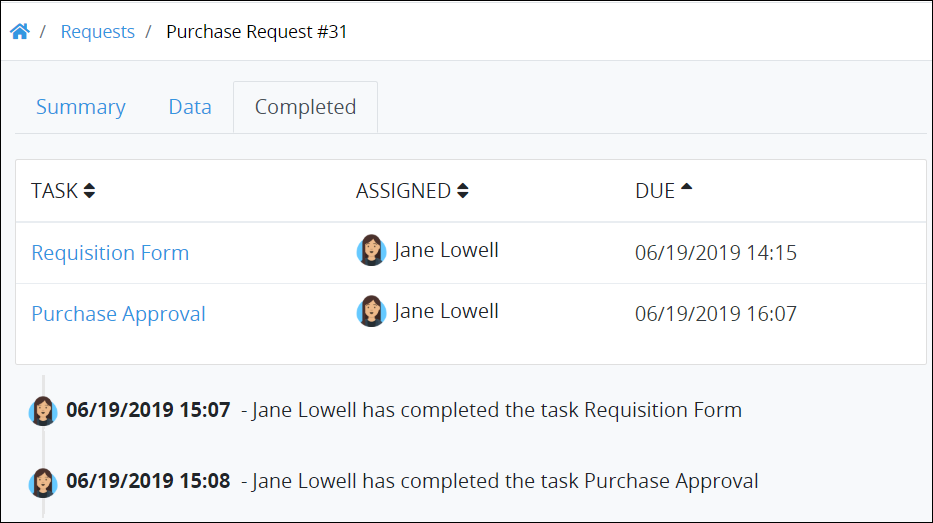 / Requests / Purchase Request #31
Summary Data Completed
TASK ASSIGNED DUE
Requisition Form Jane Lowell 06/19/2019 14:15
Purchase Approval Jane Lowell 06/19/2019 16:07
06/19/2019 15:07 - Jane Lowell has completed the task Requisition Form
06/19/2019 15:08 - Jane Lowell has completed the task Purchase Approval